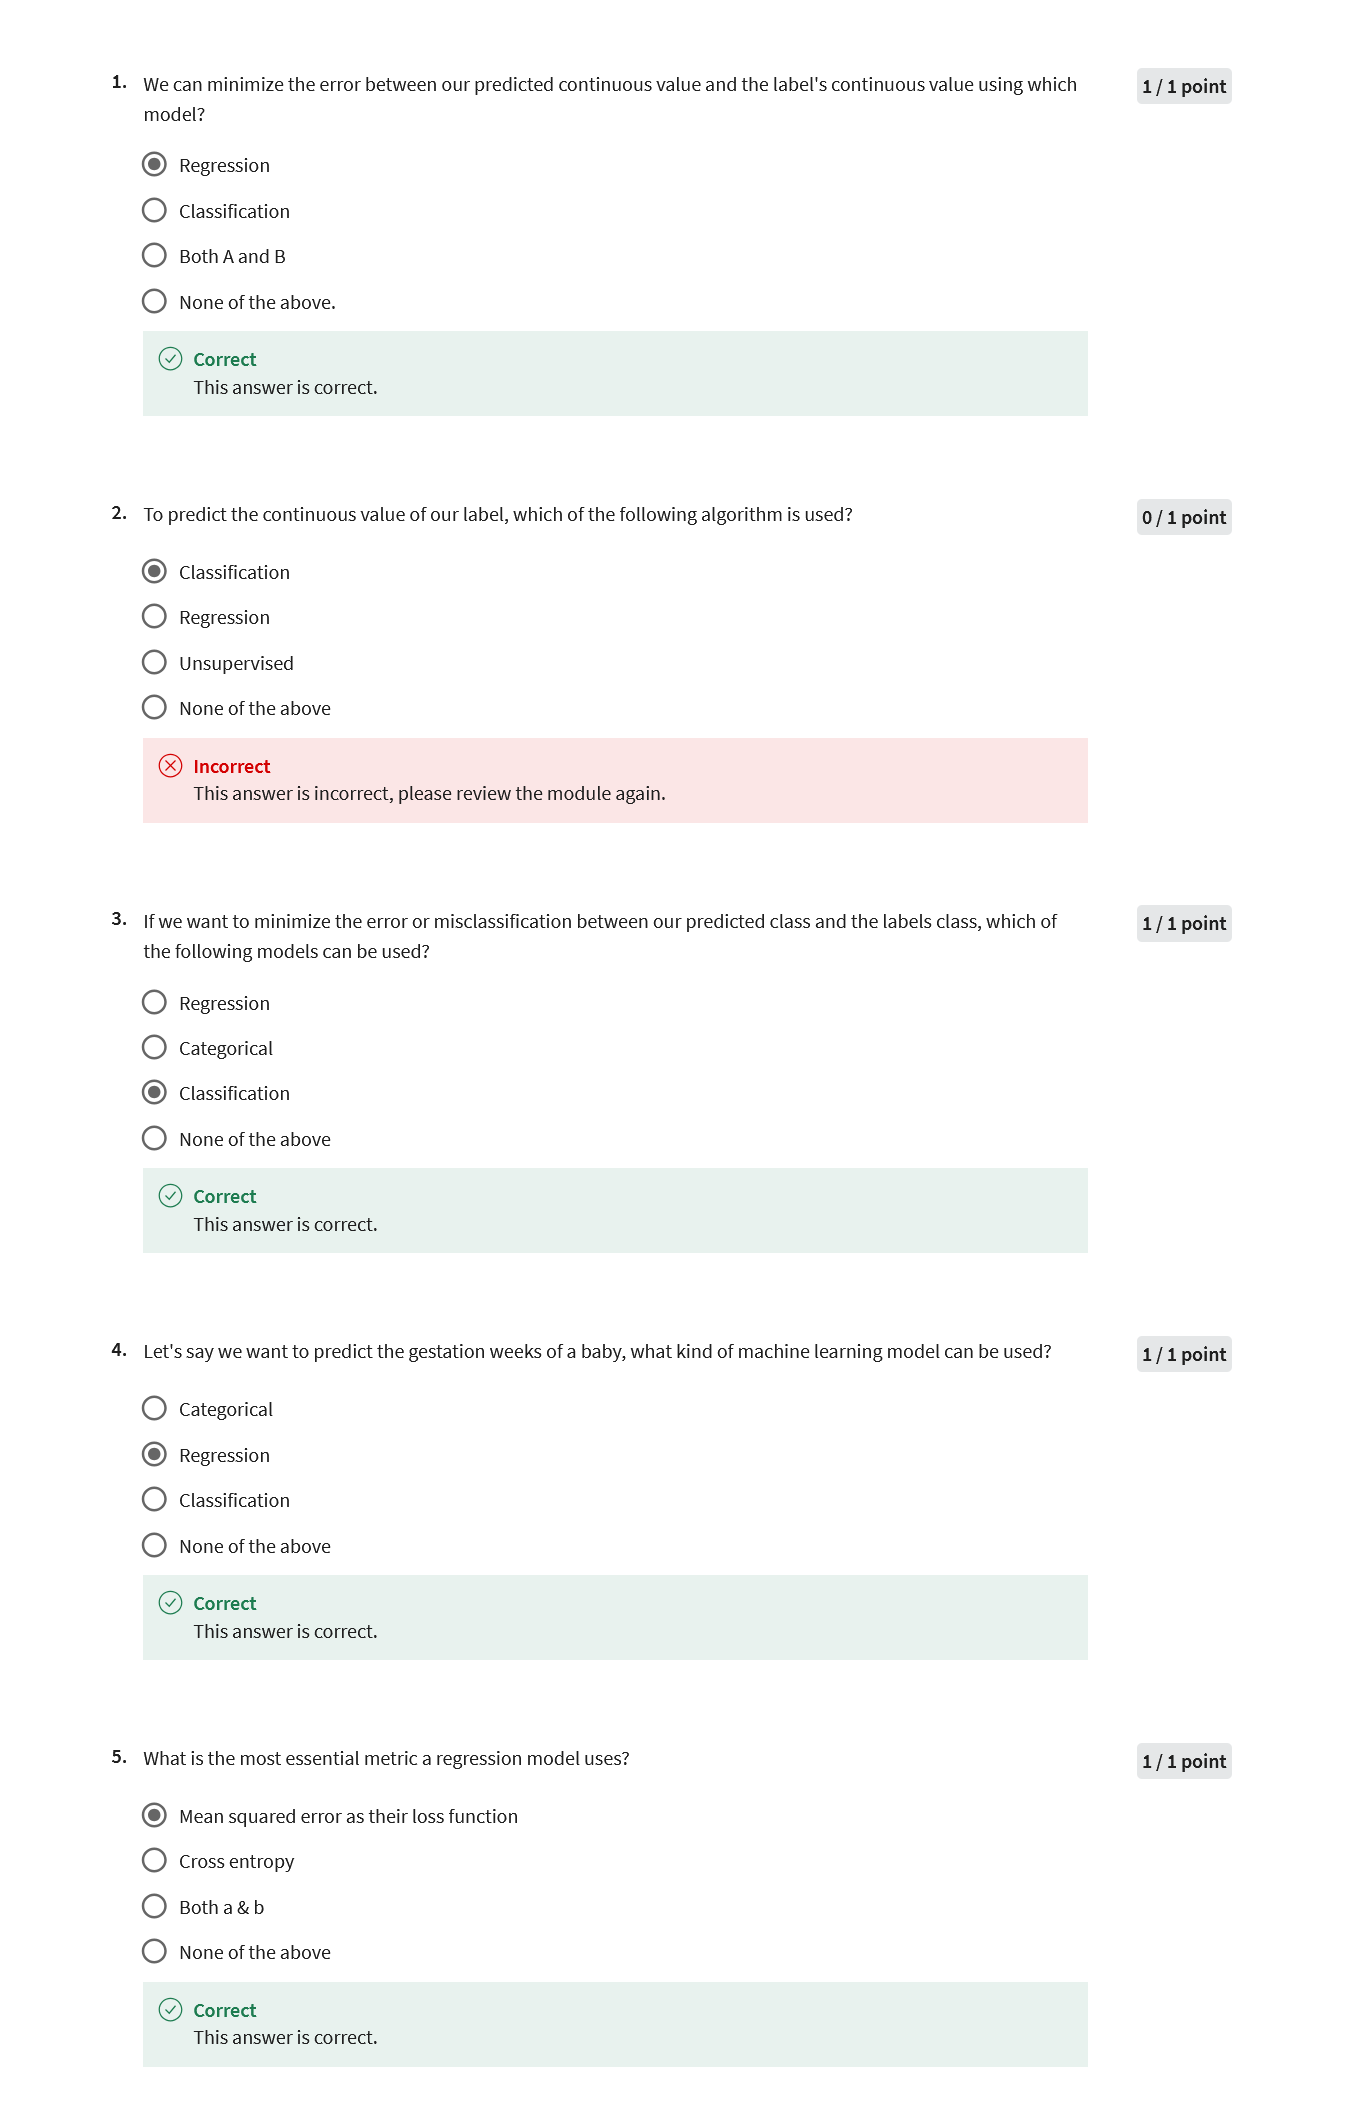 1. We can minimize the error between our predicted continuous value and the label's continuous value using which 1 / 1 point
model?
Regression
Classification
Both A and B
None of the above.
Correct
This answer is correct.
2. To predict the continuous value of our label, which of the following algorithm is used? 0 / 1 point
Classification
Regression
Unsupervised
None of the above
Incorrect
This answer is incorrect, please review the module again.
3. If we want to minimize the error or misclassification between our predicted class and the labels class, which of 1 / 1 point
the following models can be used?
Regression
Categorical
Classification
None of the above
Correct
This answer is correct.
4. Let's say we want to predict the gestation weeks of a baby, what kind of machine learning model can be used? 1 / 1 point
Categorical
Regression
Classification
None of the above
Correct
This answer is correct.
5. What is the most essential metric a regression model uses? 1 / 1 point
Mean squared error as their loss function
Cross entropy
Both a & b
None of the above
Correct
This answer is correct.